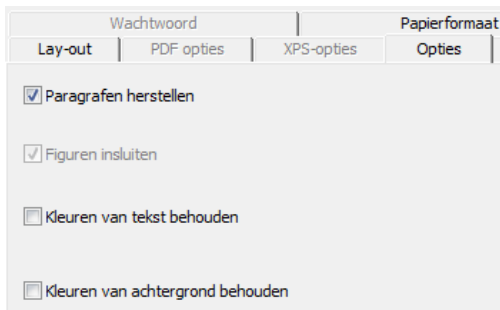 Wachtwoord Papierformaat
Lay-out PDF opties XPS-opties Opties
Paragrafen herstellen
Figuren insluiten
Kleuren van tekst behouden
Kleuren van achtergrond behouden